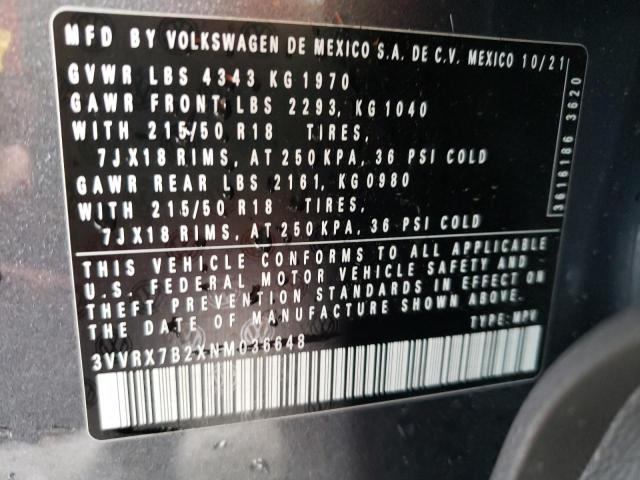 MFD BY VOLKSWAGEN DE MEXICO S.A. DE C.V. MEXICO 10/21
GVWR LBS 4343 KG 1970
GAWR FRONT LBS 2293, KG 1040
WITH 215/50 R18 TIRES,
7JX18 RIMS, AT 250 KPA, 36 PSI COLD
GAWR REAR LBS 2161, KG 0980
WITH 215/50 R18 TIRES,
7JX18 RIMS, AT 250 KPA, 36 PSI COLD
3616186 3620
THIS VEHICLE CONFORMS TO ALL APPLICABLE
U.S. FEDERAL MOTOR VEHICLE SAFETY AND
THEFT PREVENTION STANDARDS IN EFFECT ON
THE DATE OF MANUFACTURE SHOWN ABOVE.
TYPE: MPV
3VVRX7B2XNM036648